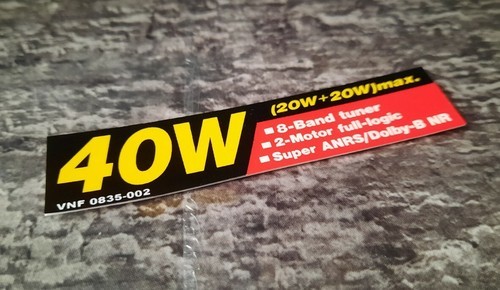 40W
(20W+20W)max.
■ 8-Band tuner
■ 2-Motor full-logic
■ Super ANRS/Dolby-B NR
VNF 0835-002